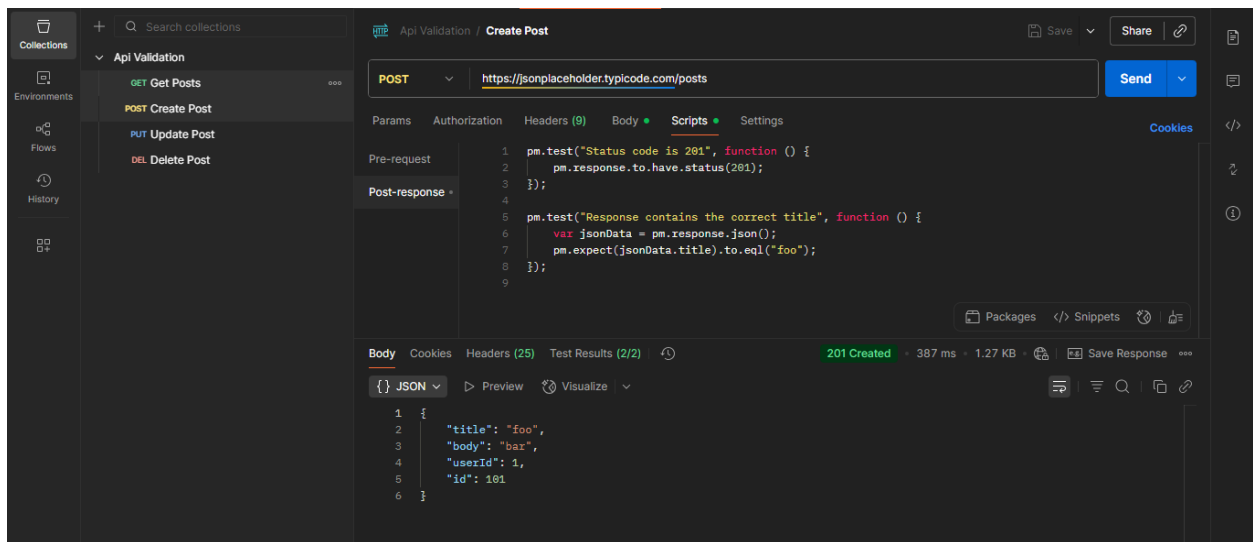 Collections
Environments
Flows
History
+ Search collections
Api Validation
GET Get Posts
POST Create Post
PUT Update Post
DEL Delete Post
HTTP Api Validation / Create Post
Save
Share
POST https://jsonplaceholder.typicode.com/posts
Send
Params Authorization Headers (9) Body Scripts Settings
Cookies
Pre-request
Post-response
1 pm.test("Status code is 201", function () {
2 pm.response.to.have.status(201);
3 });
4
5 pm.test("Response contains the correct title", function () {
6 var jsonData = pm.response.json();
7 pm.expect(jsonData.title).to.eql("foo");
8 });
9
Packages </> Snippets
Body Cookies Headers (25) Test Results (2/2)
201 Created 387 ms 1.27 KB Save Response
{} JSON Preview Visualize
1 {
2 "title": "foo",
3 "body": "bar",
4 "userId": 1,
5 "id": 101
6 }